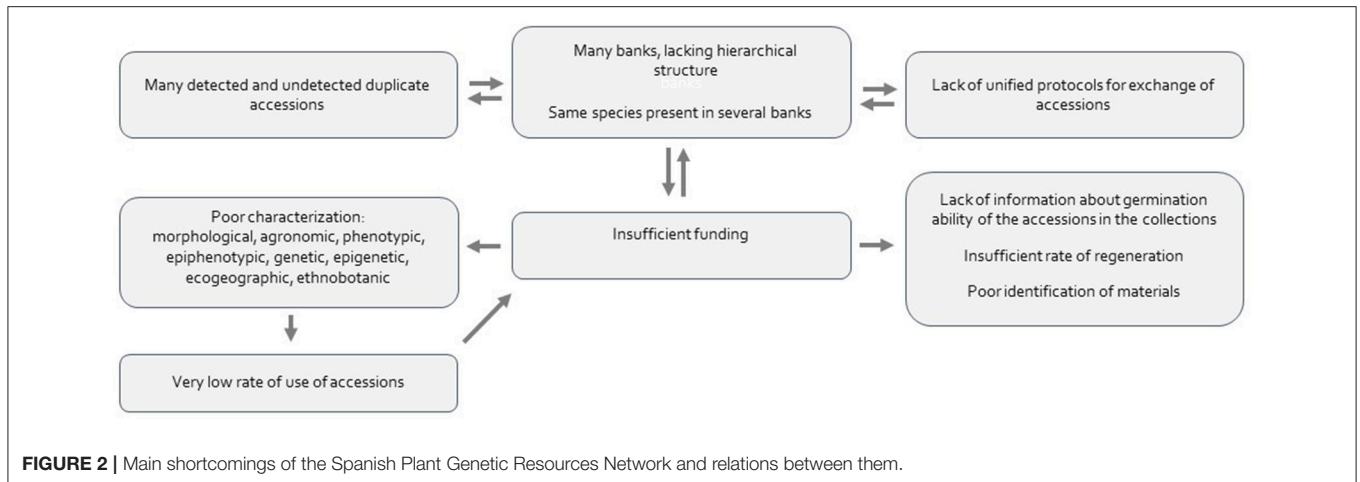 Many detected and undetected duplicate
accessions
Many banks, lacking hierarchical
structure
banks
Same species present in several banks
Lack of unified protocols for exchange of
accessions
Poor characterization:
morphological, agronomic, phenotypic,
epiphenotypic, genetic, epigenetic,
ecogeographic, ethnobotanic
Insufficient funding
Lack of information about germination
ability of the accessions in the collections
Insufficient rate of regeneration
Poor identification of materials
Very low rate of use of accessions
FIGURE 2 | Main shortcomings of the Spanish Plant Genetic Resources Network and relations between them.